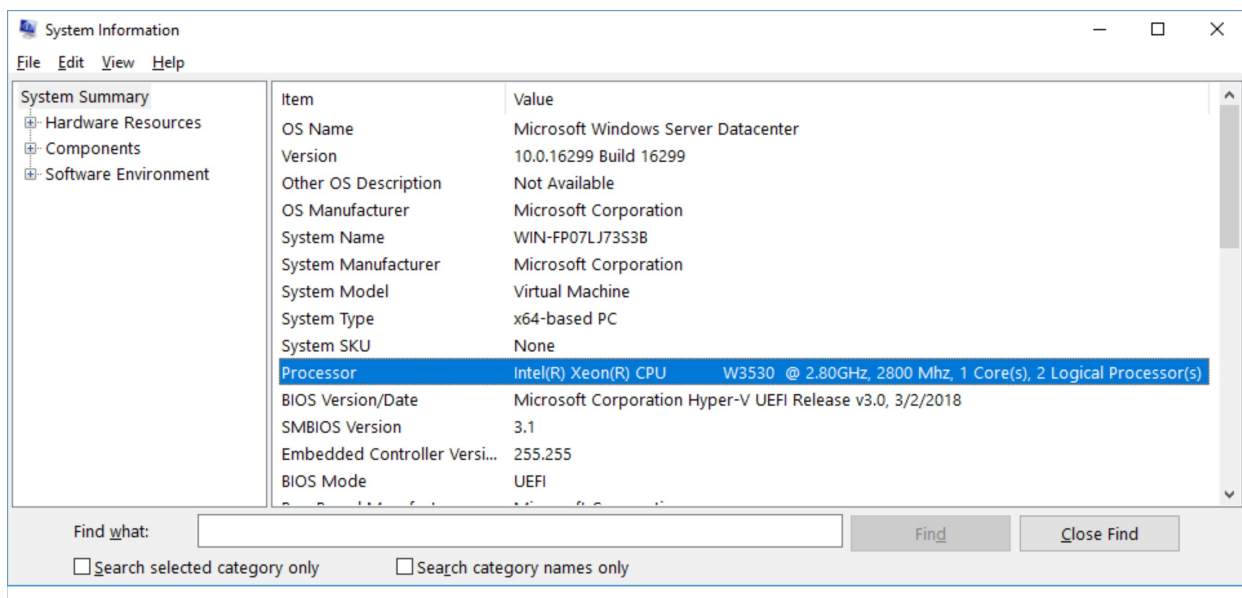 System Information
File Edit View Help
System Summary
Hardware Resources
Components
Software Environment
Item Value
OS Name Microsoft Windows Server Datacenter
Version 10.0.16299 Build 16299
Other OS Description Not Available
OS Manufacturer Microsoft Corporation
System Name WIN-FP07LJ73S3B
System Manufacturer Microsoft Corporation
System Model Virtual Machine
System Type x64-based PC
System SKU None
Processor Intel(R) Xeon(R) CPU W3530 @ 2.80GHz, 2800 Mhz, 1 Core(s), 2 Logical Processor(s)
BIOS Version/Date Microsoft Corporation Hyper-V UEFI Release v3.0, 3/2/2018
SMBIOS Version 3.1
Embedded Controller Versi... 255.255
BIOS Mode UEFI
Find what: Find Close Find
Search selected category only Search category names only